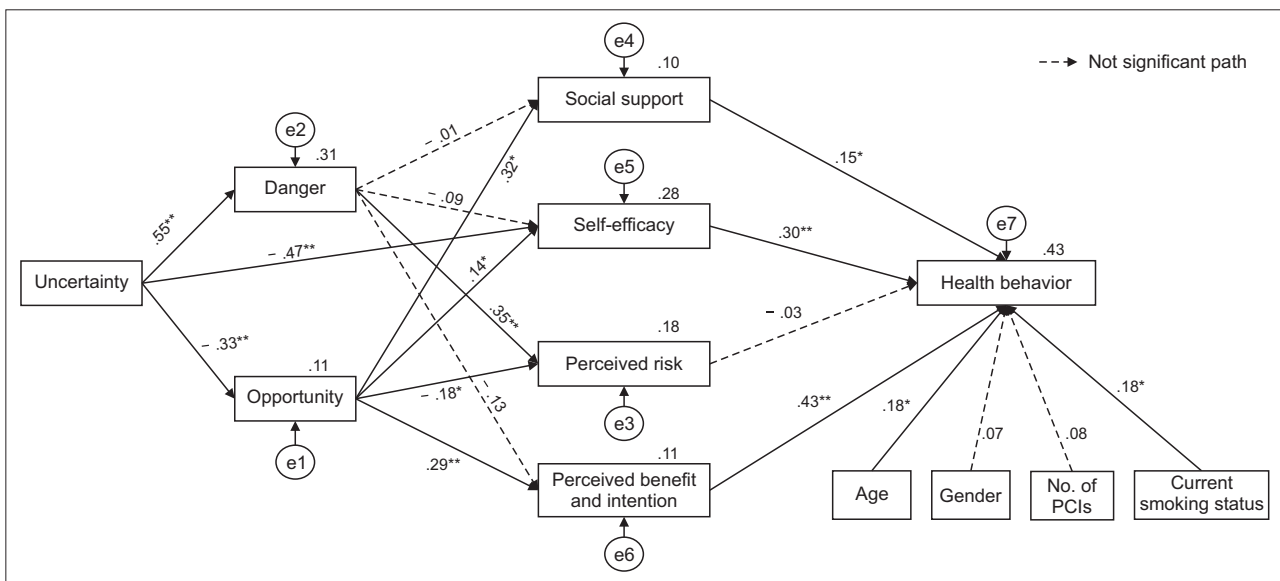 e4
.10
Social support
Not significant path
e2
.31
Danger
– .01
.32*
e5
.28
– .09
Self-efficacy
.15*
.55**
– .47**
.14*
.30**
e7
.43
Uncertainty
Health behavior
.35**
– .03
– .33**
.18
Perceived risk
.11
Opportunity
– .18*
.13
e3
.43**
.18*
.07
.08
.18*
e1
.29**
.11
Perceived benefit
and intention
Age
Gender
No. of
PCIs
Current
smoking status
e6